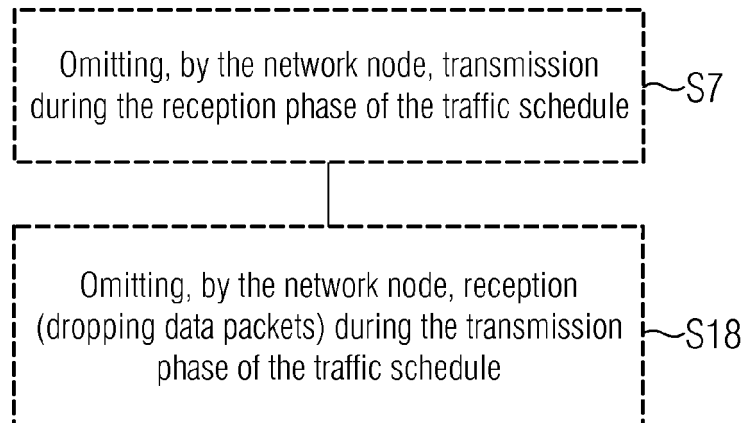 Omitting, by the network node, transmission
during the reception phase of the traffic schedule
S7
Omitting, by the network node, reception
(dropping data packets) during the transmission
phase of the traffic schedule
S18